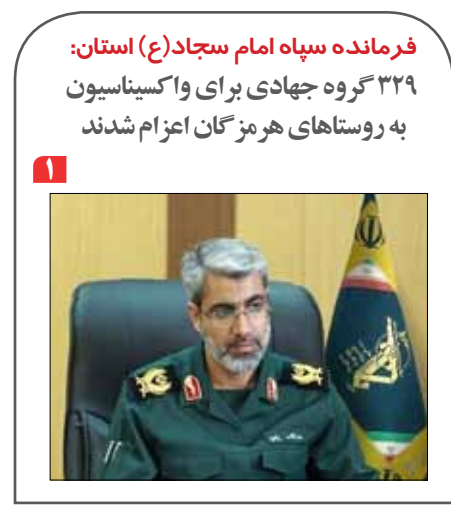 فرمانده سپاه امام سجاد(ع) استان:
۳۲۹ گروه جهادی برای واکسیناسیون
به روستاهای هرمزگان اعزام شدند
۱